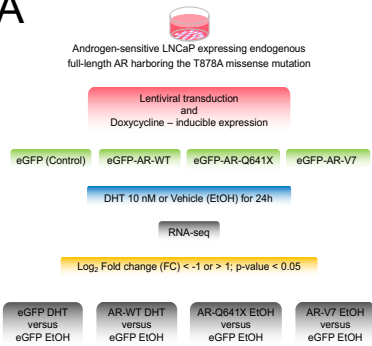 A
Androgen-sensitive LNCaP expressing endogenous
full-length AR harboring the T878A missense mutation
Lentiviral transduction
and
Doxycycline – inducible expression
eGFP (Control) eGFP-AR-WT eGFP-AR-Q641X eGFP-AR-V7
DHT 10 nM or Vehicle (EtOH) for 24h
RNA-seq
Log₂ Fold change (FC) < -1 or > 1; p-value < 0.05
eGFP DHT AR-WT DHT AR-Q641X EtOH AR-V7 EtOH
versus versus versus versus
eGFP EtOH eGFP EtOH eGFP EtOH eGFP EtOH